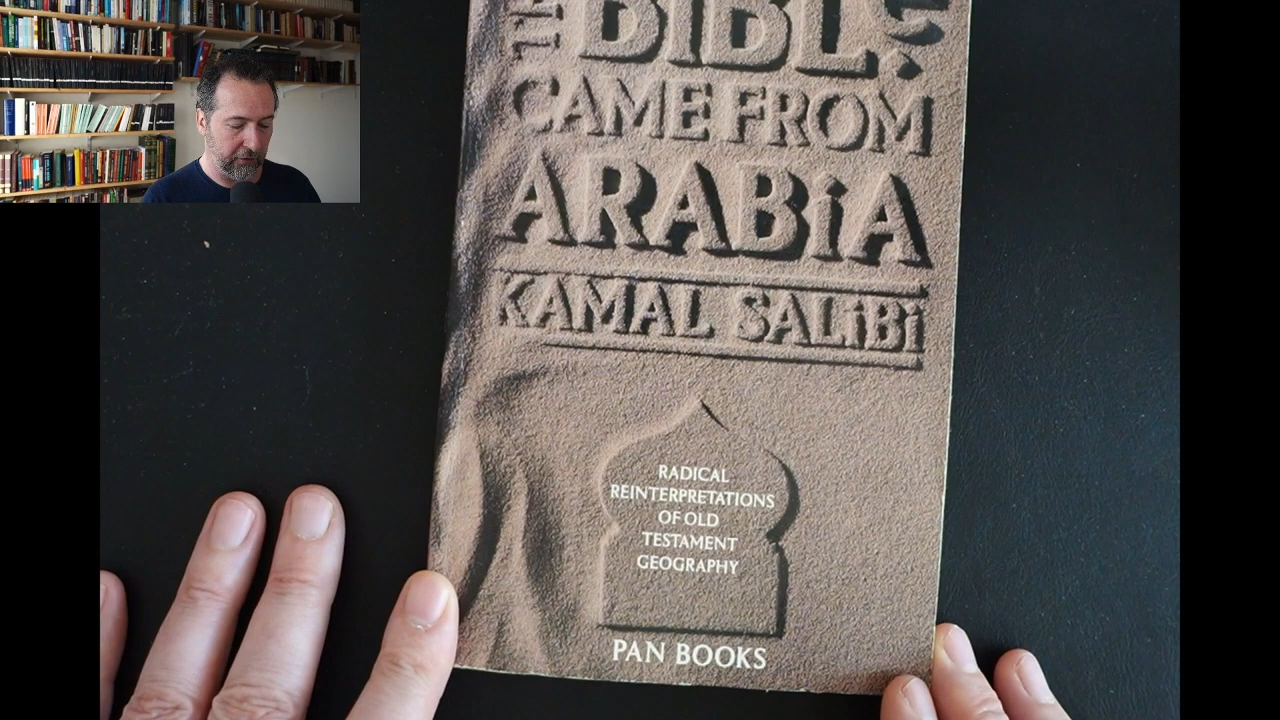 THE
BIBLE
CAME FROM
ARABiA
KAMAL SALiBi
RADICAL
REINTERPRETATIONS
OF OLD
TESTAMENT
GEOGRAPHY
PAN BOOKS